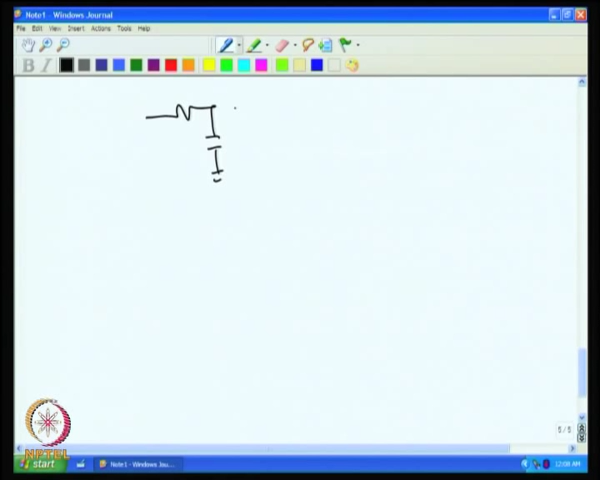 Note1 - Windows Journal
File Edit View Insert Actions Tools Help
B I
5 / 5
NPTEL
start
Note1 - Windows Jou...
12:08 AM